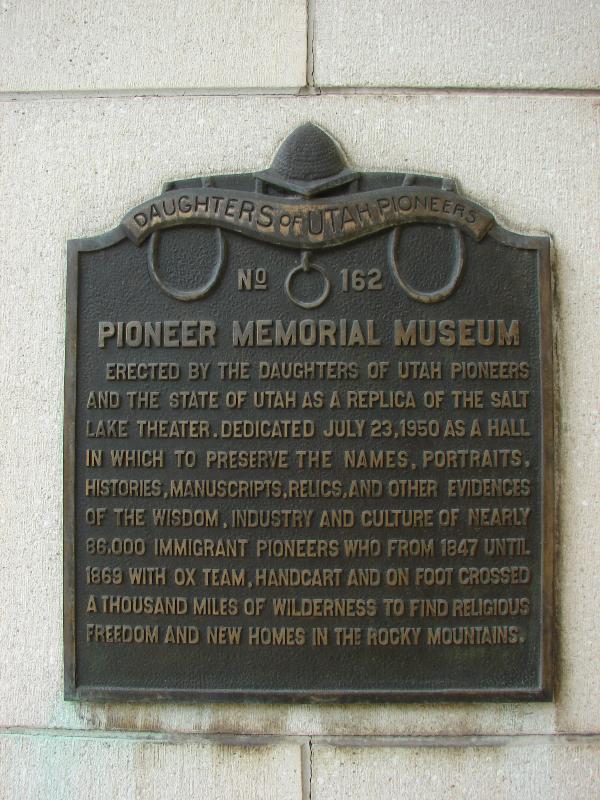 DAUGHTERS OF UTAH PIONEERS
No 162
PIONEER MEMORIAL MUSEUM
ERECTED BY THE DAUGHTERS OF UTAH PIONEERS
AND THE STATE OF UTAH AS A REPLICA OF THE SALT
LAKE THEATER. DEDICATED JULY 23, 1950 AS A HALL
IN WHICH TO PRESERVE THE NAMES, PORTRAITS,
HISTORIES, MANUSCRIPTS, RELICS, AND OTHER EVIDENCES
OF THE WISDOM, INDUSTRY AND CULTURE OF NEARLY
86,000 IMMIGRANT PIONEERS WHO FROM 1847 UNTIL
1869 WITH OX TEAM, HANDCART AND ON FOOT CROSSED
A THOUSAND MILES OF WILDERNESS TO FIND RELIGIOUS
FREEDOM AND NEW HOMES IN THE ROCKY MOUNTAINS.